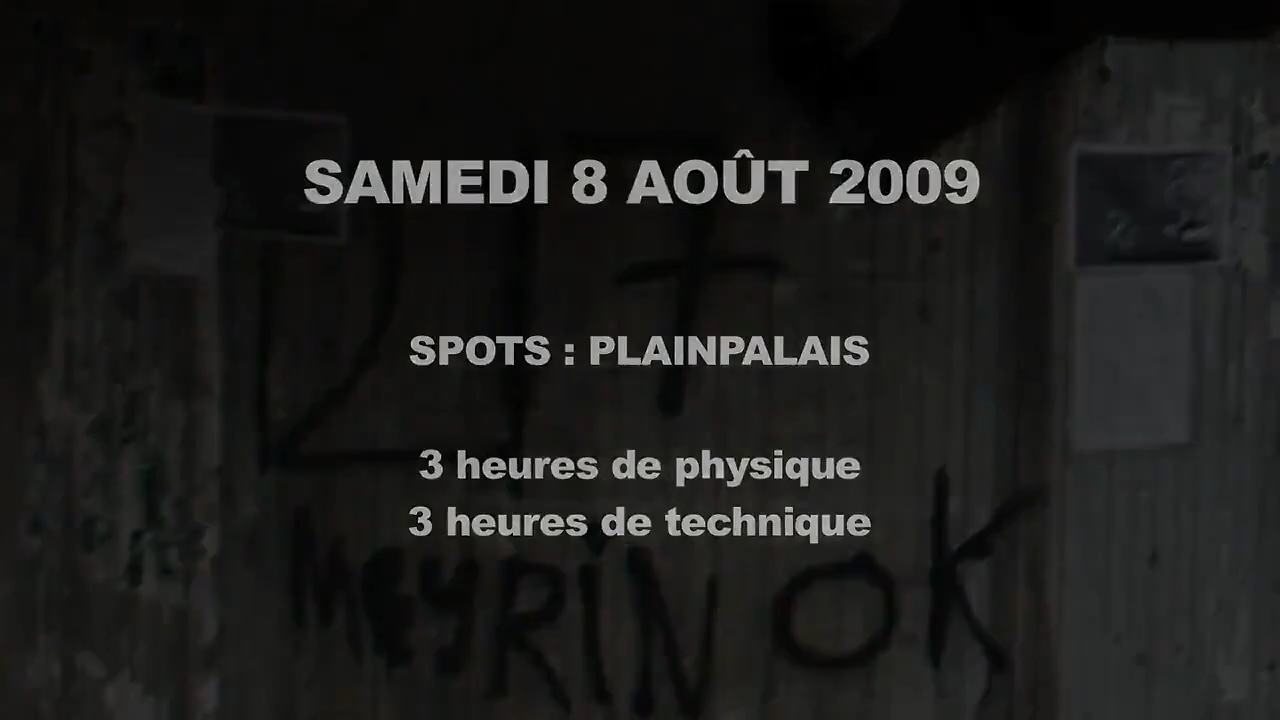 SAMEDI 8 AOÛT 2009
SPOTS : PLAINPALAIS
3 heures de physique
3 heures de technique
MEYRIN OK